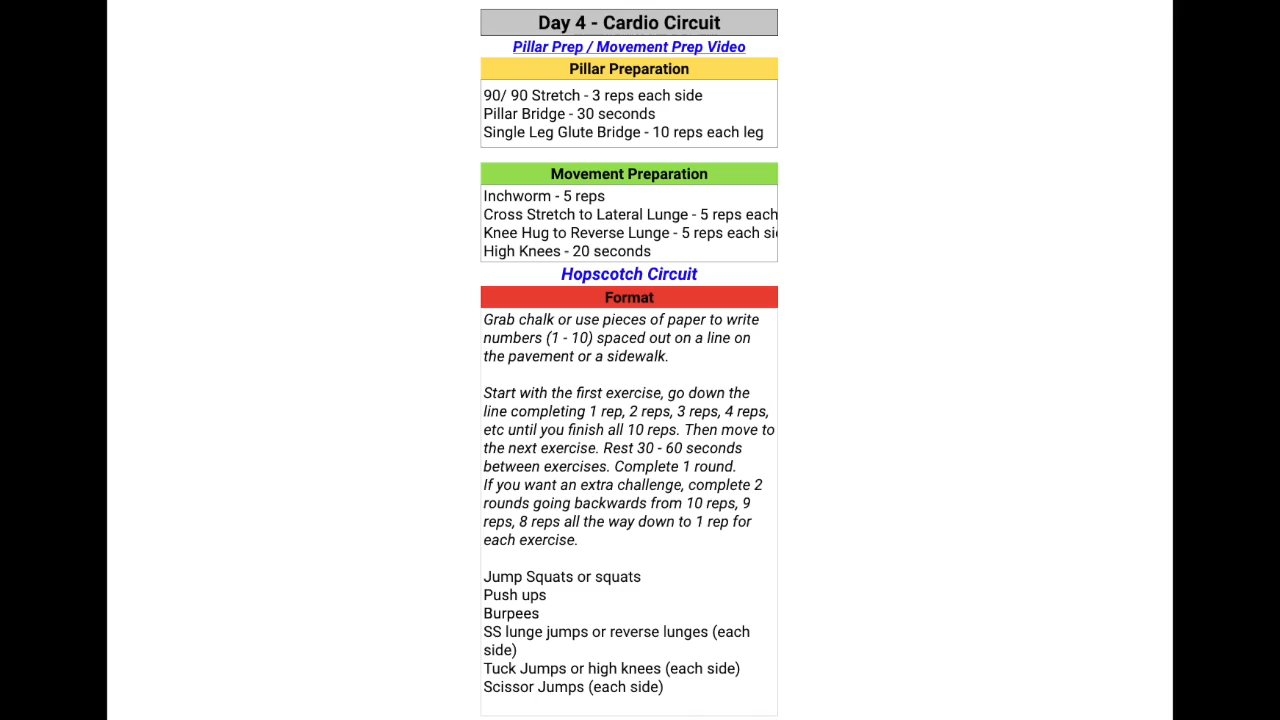 Day 4 - Cardio Circuit
Pillar Prep / Movement Prep Video
Pillar Preparation
90/ 90 Stretch - 3 reps each side
Pillar Bridge - 30 seconds
Single Leg Glute Bridge - 10 reps each leg
Movement Preparation
Inchworm - 5 reps
Cross Stretch to Lateral Lunge - 5 reps each
Knee Hug to Reverse Lunge - 5 reps each
High Knees - 20 seconds
Hopscotch Circuit
Format
Grab chalk or use pieces of paper to write
numbers (1 - 10) spaced out on a line on
the pavement or a sidewalk.
Start with the first exercise, go down the
line completing 1 rep, 2 reps, 3 reps, 4 reps,
etc until you finish all 10 reps. Then move to
the next exercise. Rest 30 - 60 seconds
between exercises. Complete 1 round.
If you want an extra challenge, complete 2
rounds going backwards from 10 reps, 9
reps, 8 reps all the way down to 1 rep for
each exercise.
Jump Squats or squats
Push ups
Burpees
SS lunge jumps or reverse lunges (each
side)
Tuck Jumps or high knees (each side)
Scissor Jumps (each side)